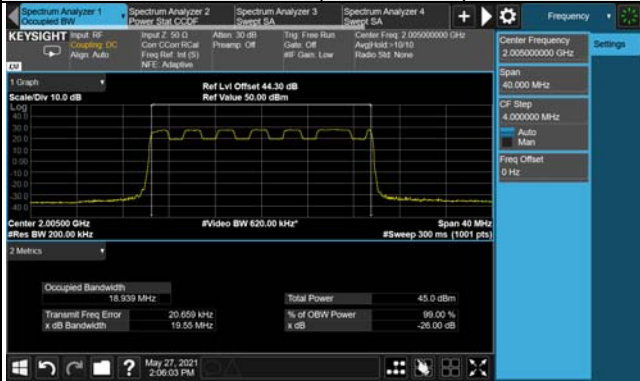 Spectrum Analyzer 1
Occupied BW
Spectrum Analyzer 2
Power Stat CCDF
Spectrum Analyzer 3
Swept SA
Spectrum Analyzer 4
Swept SA
Frequency
KEYSIGHT
Input: RF
Coupling: DC
Align: Auto
Input Z: 50 Ω
Corr CCorr RCal
Freq Ref: Int (S)
NFE: Adaptive
Atten: 30 dB
Preamp: Off
Trig: Free Run
Gate: Off
#IF Gain: Low
Center Freq: 2.005000000 GHz
Avg|Hold:>10/10
Radio Std: None
Center Frequency
2.005000000 GHz
Settings
Span
40.000 MHz
CF Step
4.000000 MHz
Auto
Man
Freq Offset
0 Hz
1 Graph
Scale/Div 10.0 dB
Ref Lvl Offset 44.30 dB
Ref Value 50.00 dBm
Log
40.0
30.0
20.0
10.0
0.00
-10.0
-20.0
-30.0
-40.0
Center 2.00500 GHz
#Res BW 200.00 kHz
#Video BW 620.00 kHz*
Span 40 MHz
#Sweep 300 ms (1001 pts)
2 Metrics
Occupied Bandwidth
18.939 MHz
Total Power
45.0 dBm
Transmit Freq Error
20.659 kHz
% of OBW Power
99.00 %
x dB Bandwidth
19.55 MHz
x dB
-26.00 dB
May 27, 2021
2:06:03 PM